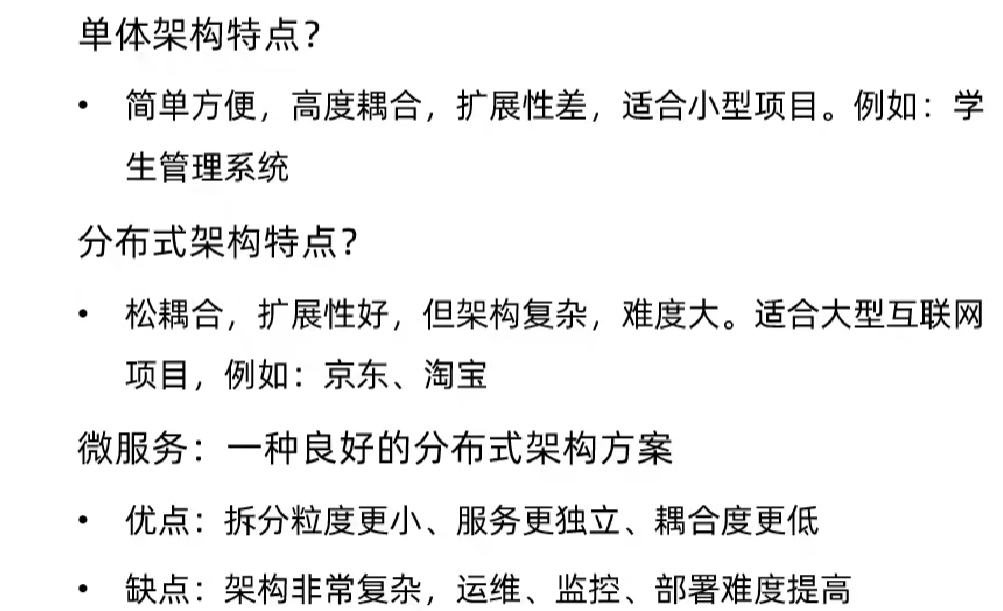 单体架构特点？
• 简单方便，高度耦合，扩展性差，适合小型项目。例如：学
生管理系统
分布式架构特点？
• 松耦合，扩展性好，但架构复杂，难度大。适合大型互联网
项目，例如：京东、淘宝
微服务：一种良好的分布式架构方案
• 优点：拆分粒度更小、服务更独立、耦合度更低
• 缺点：架构非常复杂，运维、监控、部署难度提高